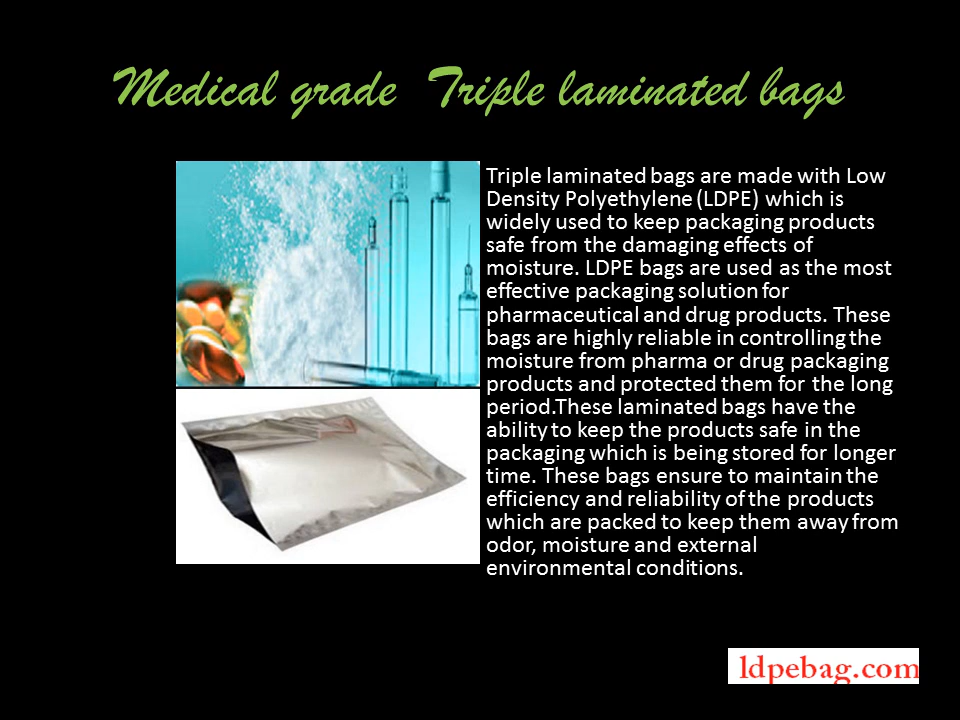 Medical grade Triple laminated bags
Triple laminated bags are made with Low
Density Polyethylene (LDPE) which is
widely used to keep packaging products
safe from the damaging effects of
moisture. LDPE bags are used as the most
effective packaging solution for
pharmaceutical and drug products. These
bags are highly reliable in controlling the
moisture from pharma or drug packaging
products and protected them for the long
period.These laminated bags have the
ability to keep the products safe in the
packaging which is being stored for longer
time. These bags ensure to maintain the
efficiency and reliability of the products
which are packed to keep them away from
odor, moisture and external
environmental conditions.
ldpebag.com